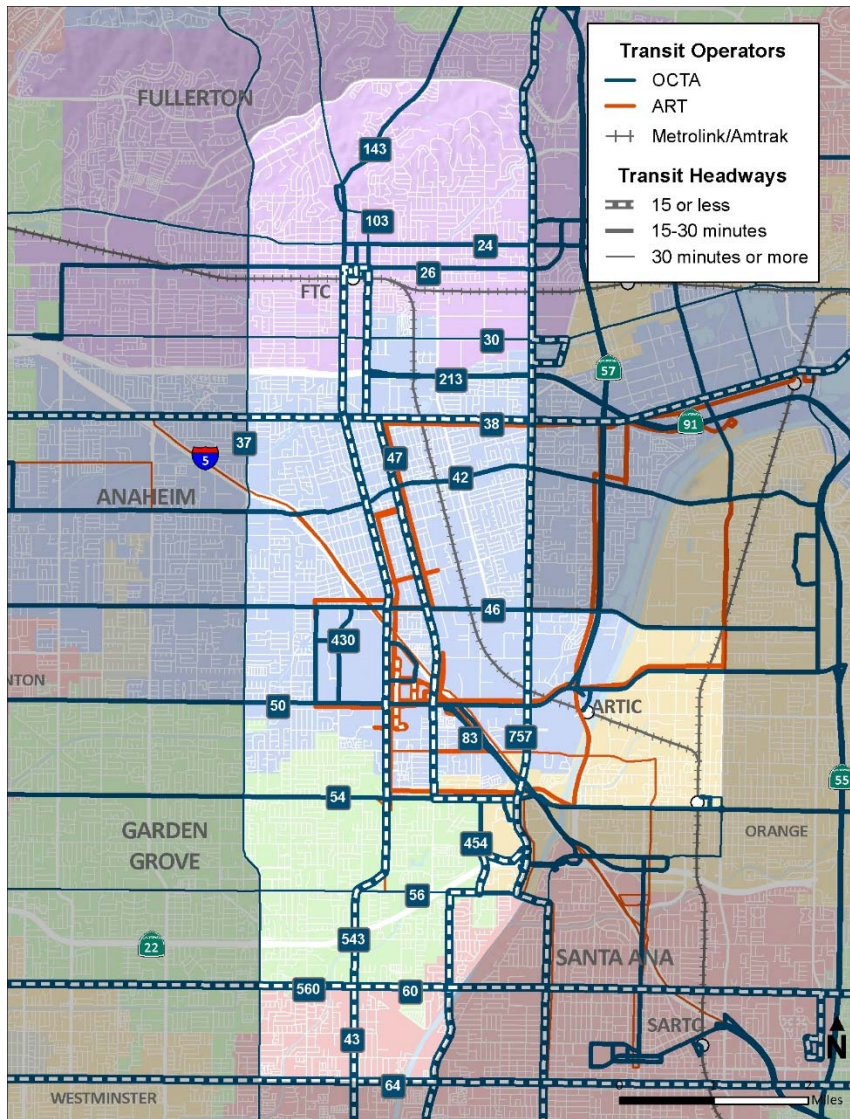 Transit Operators
OCTA
ART
Metrolink/Amtrak
Transit Headways
15 or less
15-30 minutes
30 minutes or more
FULLERTON
143
103
24
26
FTC
30
57
213
38
91
37
47
5
42
ANAHEIM
46
430
NTON
50
ARTIC
83
757
55
54
GARDEN
GROVE
454
ORANGE
56
22
543
SANTA ANA
560
60
SARTC
43
N
64
WESTMINSTER
Miles